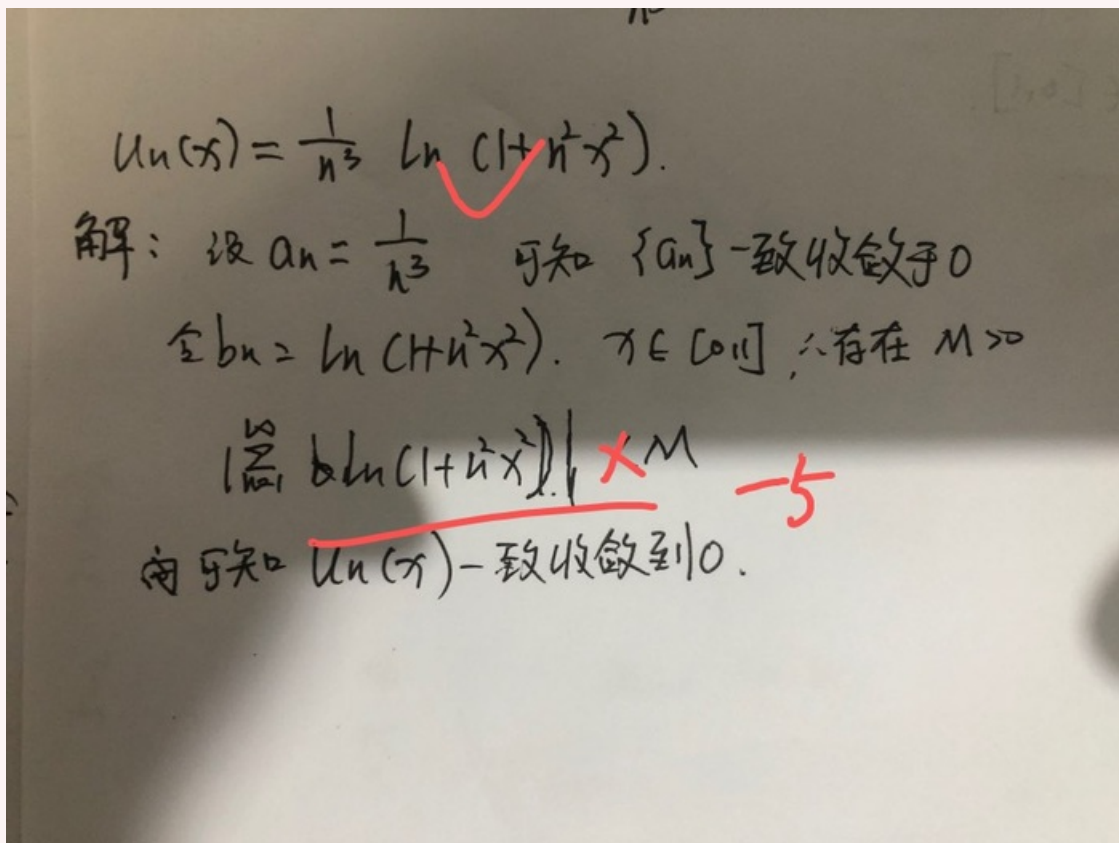 Un(x) = 1/n³ ln (1+n²x²).
解: 设 an = 1/n³ 可知 {an} 一致收敛于0
令 bn = ln (1+n²x²). x∈[0,1] ∴存在 M>0
|∑ₙ₌₁^∞ ln(1+n²x²)| × M
-5
可知 Un(x) 一致收敛到0.